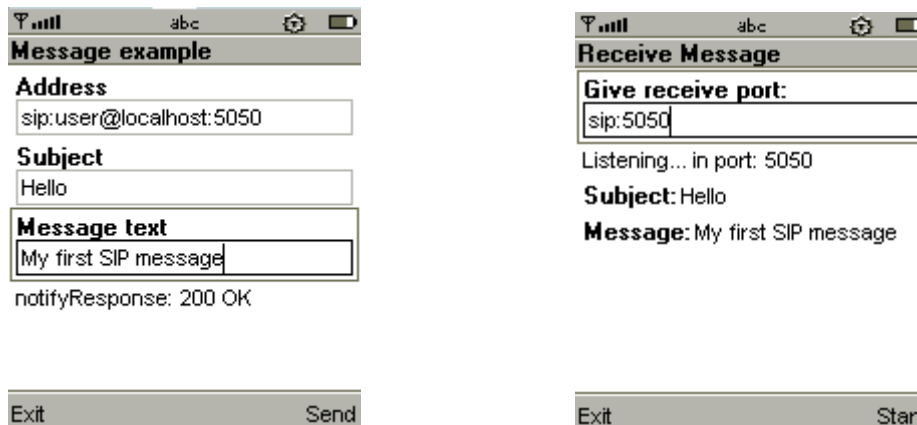 abc
Message example
Address
sip:user@localhost:5050
Subject
Hello
Message text
My first SIP message
notifyResponse: 200 OK
Exit Send
abc
Receive Message
Give receive port:
sip:5050
Listening... in port: 5050
Subject: Hello
Message: My first SIP message
Exit Star